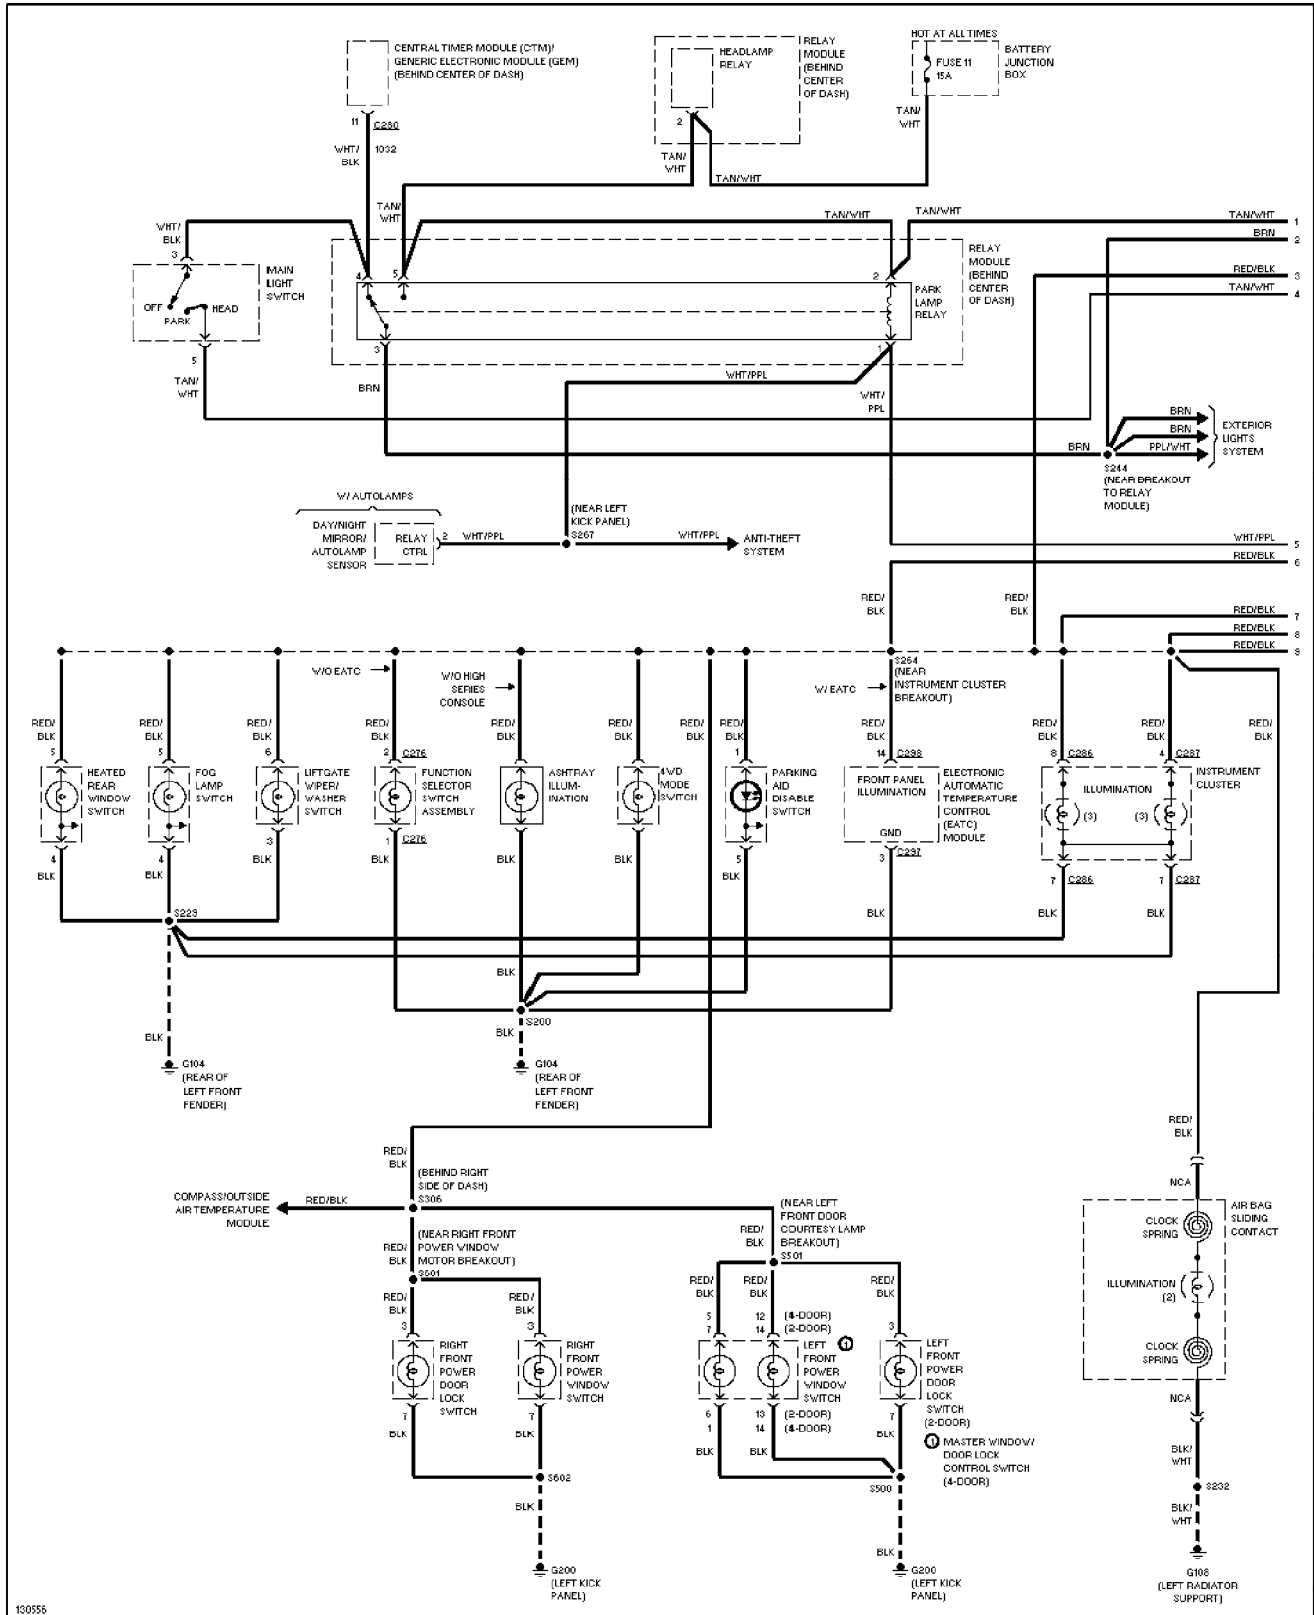 CENTRAL TIMER MODULE (CTM)/
GENERIC ELECTRONIC MODULE (GEM)
(BEHIND CENTER OF DASH)
HEADLAMP
RELAY
RELAY
MODULE
(BEHIND
CENTER
OF DASH)
HOT AT ALL TIMES
FUSE 11
15A
BATTERY
JUNCTION
BOX
11
C280
2
TAN/
WHT
WHT/
BLK
1032
TAN/
WHT
TAN/WHT
TAN/
WHT
TAN/WHT
TAN/WHT
TAN/WHT
1
WHT/
BLK
3
BRN
2
RED/BLK
3
TAN/WHT
4
MAIN
LIGHT
SWITCH
OFF
PARK
HEAD
5
TAN/
WHT
4
5
2
RELAY
MODULE
(BEHIND
CENTER
OF DASH)
PARK
LAMP
RELAY
3
1
BRN
WHT/PPL
WHT/
PPL
BRN
BRN
BRN
PPL/WHT
EXTERIOR
LIGHTS
SYSTEM
S244
(NEAR BREAKOUT
TO RELAY
MODULE)
W/ AUTOLAMPS
DAY/NIGHT
MIRROR/
AUTOLAMP
SENSOR
RELAY
CTRL
2
WHT/PPL
(NEAR LEFT
KICK PANEL)
S267
WHT/PPL
ANTI-THEFT
SYSTEM
WHT/PPL
5
RED/BLK
6
RED/
BLK
RED/
BLK
RED/BLK
7
RED/BLK
8
RED/BLK
9
W/O EATC
W/O HIGH
SERIES
CONSOLE
W/ EATC
S264
(NEAR
INSTRUMENT CLUSTER
BREAKOUT)
RED/
BLK
RED/
BLK
RED/
BLK
RED/
BLK
RED/
BLK
RED/
BLK
RED/
BLK
RED/
BLK
RED/
BLK
RED/
BLK
RED/
BLK
RED/
BLK
5
5
6
2
C276
1
14
C298
8
C286
4
C287
HEATED
REAR
WINDOW
SWITCH
FOG
LAMP
SWITCH
LIFTGATE
WIPER/
WASHER
SWITCH
FUNCTION
SELECTOR
SWITCH
ASSEMBLY
ASHTRAY
ILLUM-
INATION
4WD
MODE
SWITCH
PARKING
AID
DISABLE
SWITCH
FRONT PANEL
ILLUMINATION
GND
ELECTRONIC
AUTOMATIC
TEMPERATURE
CONTROL
(EATC)
MODULE
ILLUMINATION
(3)
(3)
INSTRUMENT
CLUSTER
4
4
3
1
C276
5
3
C297
7
C286
7
C287
BLK
BLK
BLK
BLK
BLK
BLK
BLK
BLK
BLK
BLK
S229
BLK
S200
BLK
BLK
G104
(REAR OF
LEFT FRONT
FENDER)
G104
(REAR OF
LEFT FRONT
FENDER)
RED/
BLK
RED/
BLK
(BEHIND RIGHT
SIDE OF DASH)
S306
COMPASS/OUTSIDE
AIR TEMPERATURE
MODULE
RED/BLK
RED/
BLK
(NEAR RIGHT FRONT
POWER WINDOW
MOTOR BREAKOUT)
S601
(NEAR LEFT
FRONT DOOR
COURTESY LAMP
BREAKOUT)
S501
RED/
BLK
RED/
BLK
RED/
BLK
RED/
BLK
RED/
BLK
RED/
BLK
3
3
5
12
(4-DOOR)
7
14
(2-DOOR)
3
RIGHT
FRONT
POWER
DOOR
LOCK
SWITCH
RIGHT
FRONT
POWER
WINDOW
SWITCH
LEFT
FRONT
POWER
WINDOW
SWITCH
1
LEFT
FRONT
POWER
DOOR
LOCK
SWITCH
(2-DOOR)
7
7
6
13
(2-DOOR)
1
14
(4-DOOR)
7
BLK
BLK
BLK
BLK
BLK
1 MASTER WINDOW/
DOOR LOCK
CONTROL SWITCH
(4-DOOR)
S602
S500
BLK
BLK
G200
(LEFT KICK
PANEL)
G200
(LEFT KICK
PANEL)
NCA
AIR BAG
SLIDING
CONTACT
CLOCK
SPRING
ILLUMINATION
(2)
CLOCK
SPRING
NCA
BLK/
WHT
S232
BLK/
WHT
G108
(LEFT RADIATOR
SUPPORT)
130556